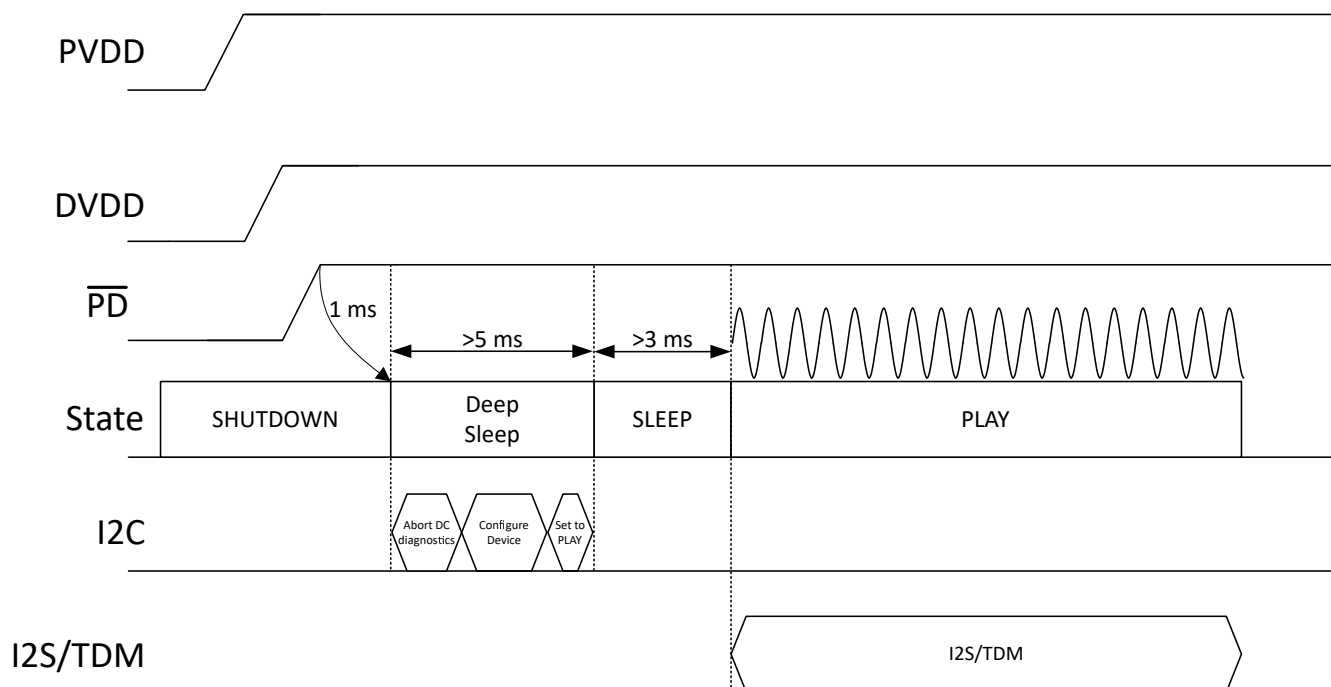 PVDD
DVDD
PD
1 ms
>5 ms
>3 ms
State
SHUTDOWN
Deep
Sleep
SLEEP
PLAY
I2C
Abort DC
diagnostics
Configure
Device
Set to
PLAY
I2S/TDM
I2S/TDM